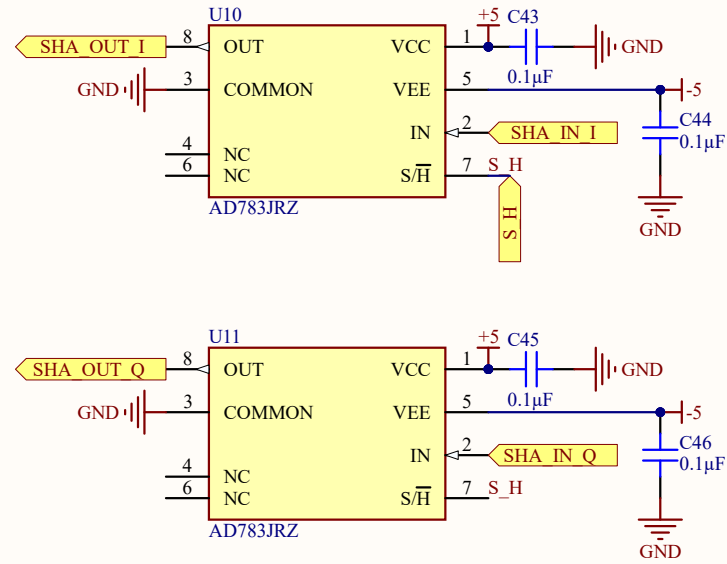 U10
SHA_OUT_I 8 OUT VCC 1 +5 C43 GND
0.1µF
GND 3 COMMON VEE 5 -5
C44
0.1µF
IN 2 SHA_IN_I
4 NC
6 NC S/H̅ 7 S_H
S_H
AD783JRZ
GND
U11
SHA_OUT_Q 8 OUT VCC 1 +5 C45 GND
0.1µF
GND 3 COMMON VEE 5 -5
C46
0.1µF
IN 2 SHA_IN_Q
4 NC
6 NC S/H̅ 7 S_H
AD783JRZ
GND